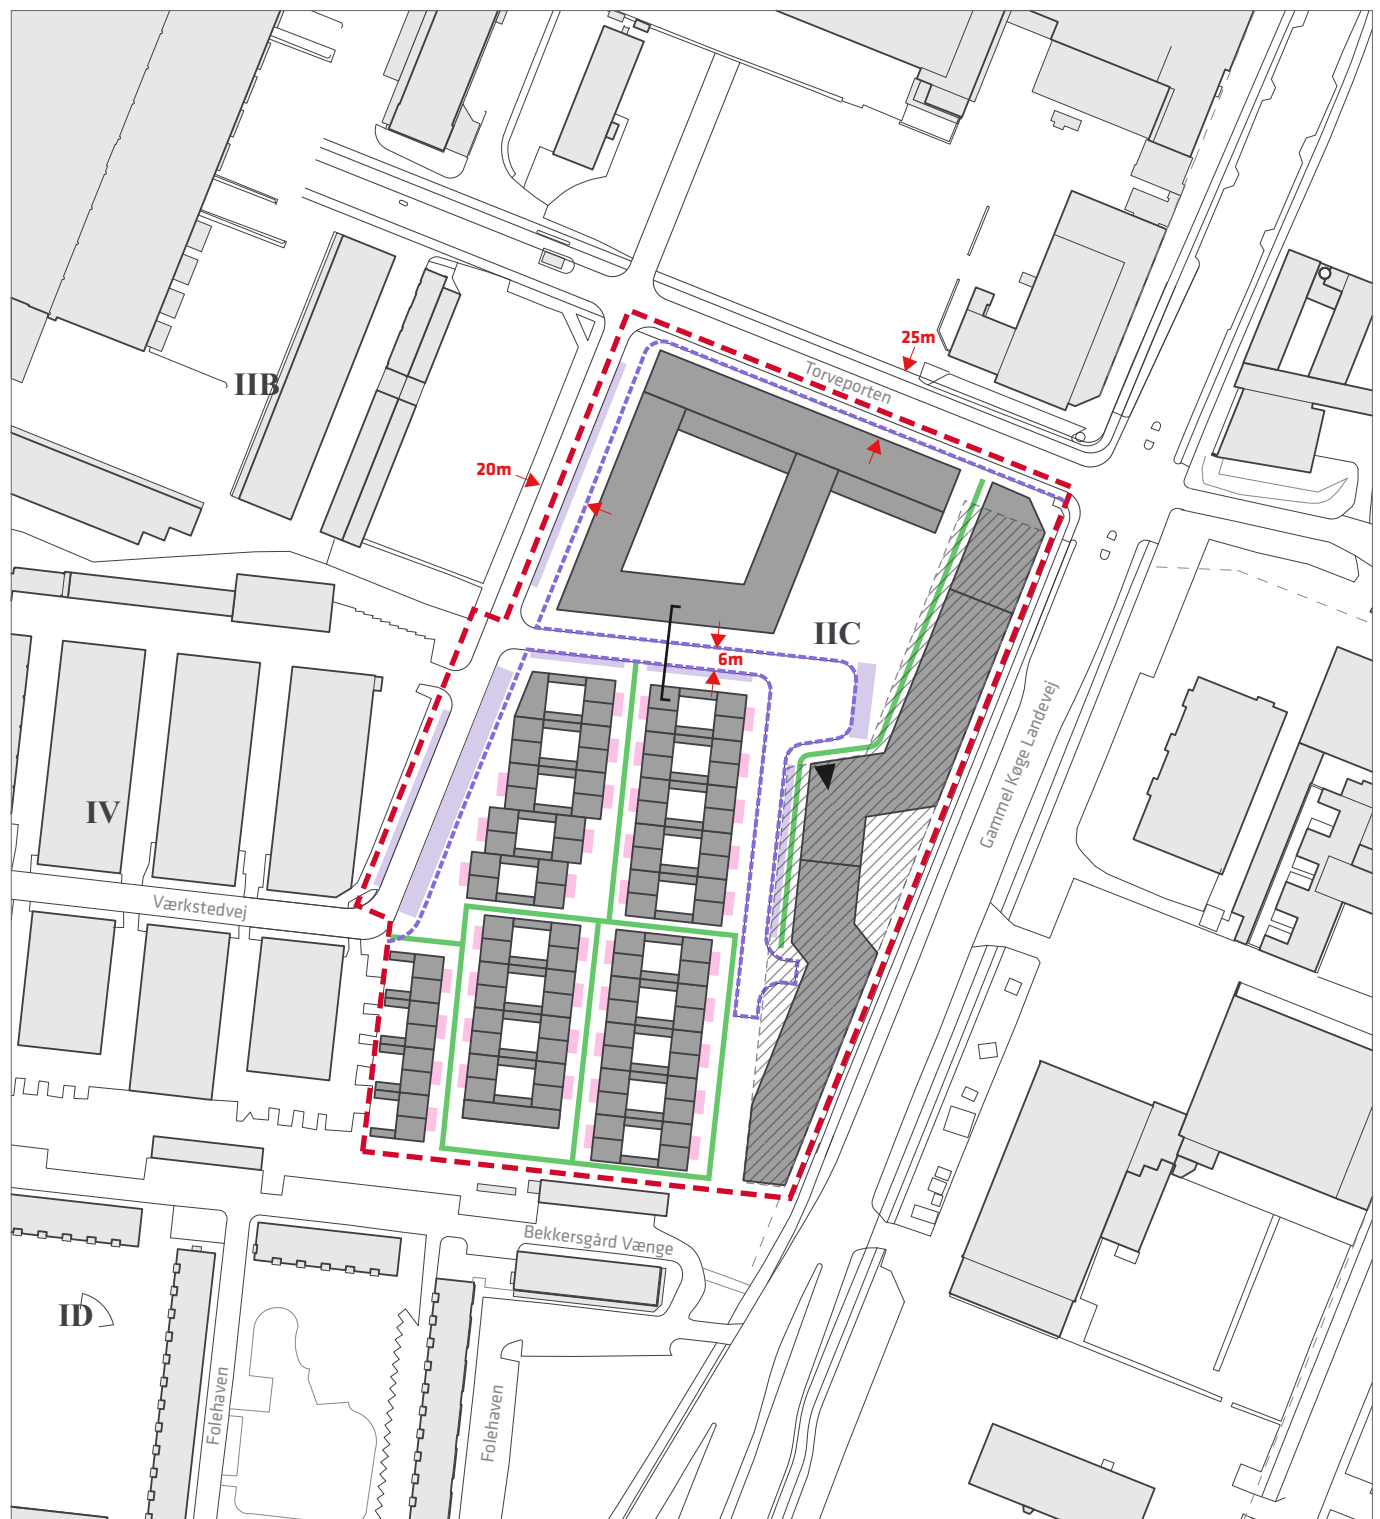 25m
Torveporten
IIB
20m
IIC
6m
Gammel Køge Landevej
IV
Værkstedvej
Bekkersgård Vænge
ID
Folehaven
Folehaven